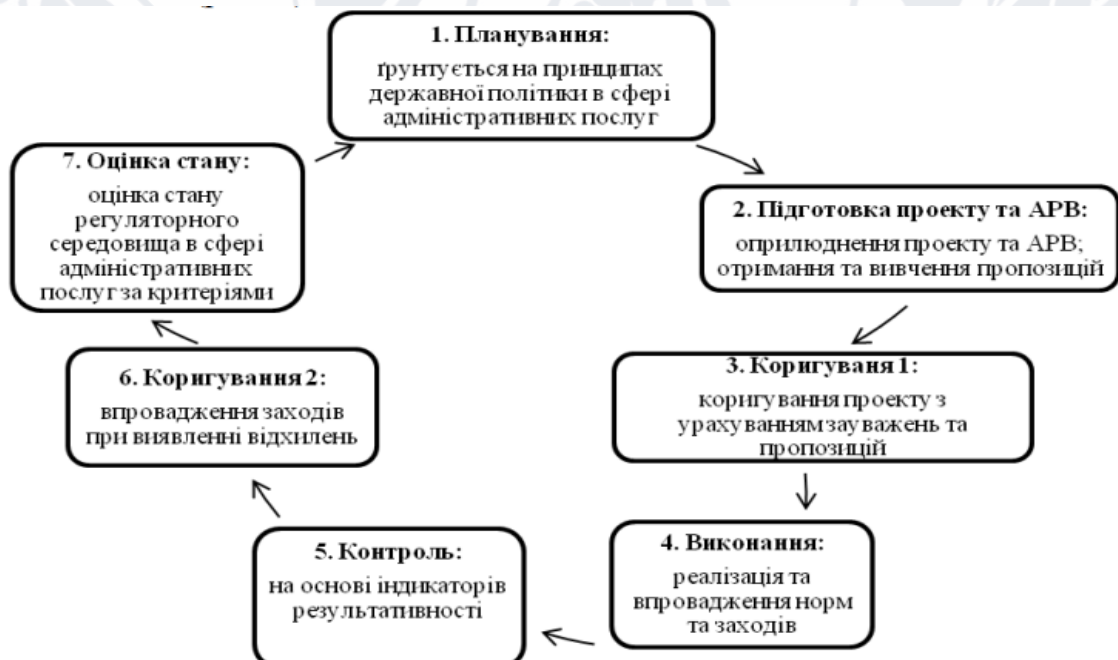 1. Планування:
ґрунтується на принципах
державної політики в сфері
адміністративних послуг
2. Підготовка проекту та АРВ:
оприлюднення проекту та АРВ;
отримання та вивчення пропозицій
3. Коригуваня 1:
коригування проекту з
урахуванням зауважень та
пропозицій
4. Виконання:
реалізація та
впровадження норм
та заходів
5. Контроль:
на основі індикаторів
результативності
6. Коригування 2:
впровадження заходів
при виявленні відхилень
7. Оцінка стану:
оцінка стану
регуляторного
середовища в сфері
адміністративних
послуг за критеріями